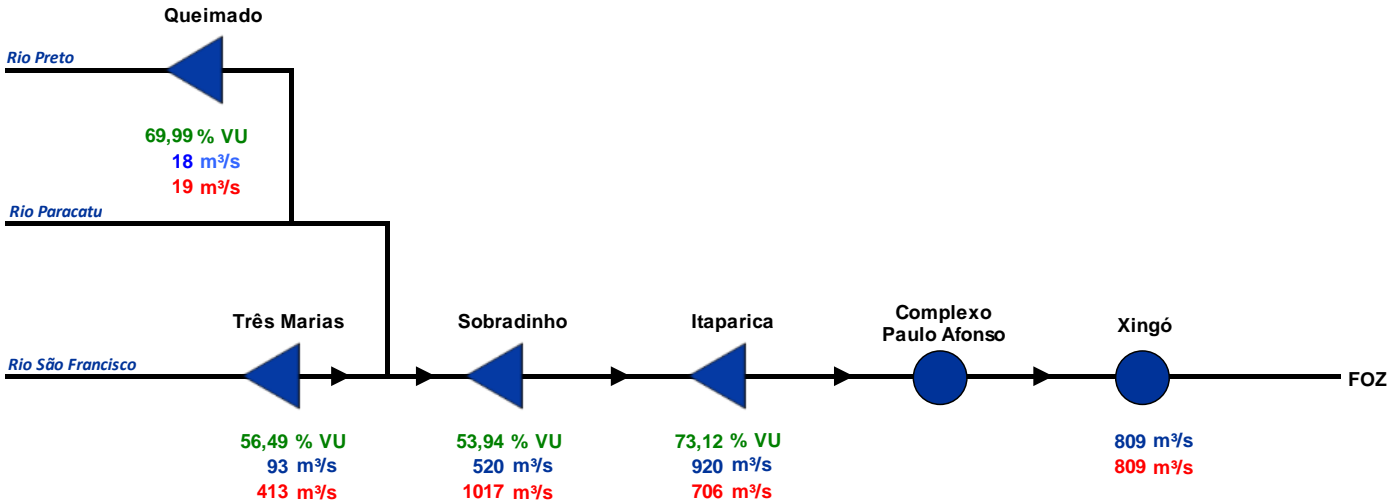 Queimado
Rio Preto
69,99 % VU
18 m³/s
19 m³/s
Rio Paracatu
Três Marias
Sobradinho
Itaparica
Complexo
Paulo Afonso
Xingó
Rio São Francisco
FOZ
56,49 % VU
93 m³/s
413 m³/s
53,94 % VU
520 m³/s
1017 m³/s
73,12 % VU
920 m³/s
706 m³/s
809 m³/s
809 m³/s